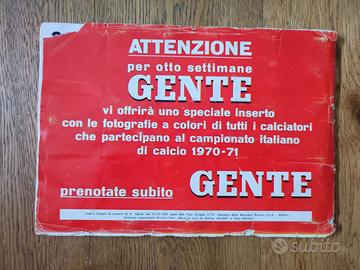 ATTENZIONE
per otto settimane
GENTE
vi offrirà uno speciale inserto
con le fotografie a colori di tutti i calciatori
che partecipano al campionato italiano
di calcio 1970-71
prenotate subito GENTE
subito